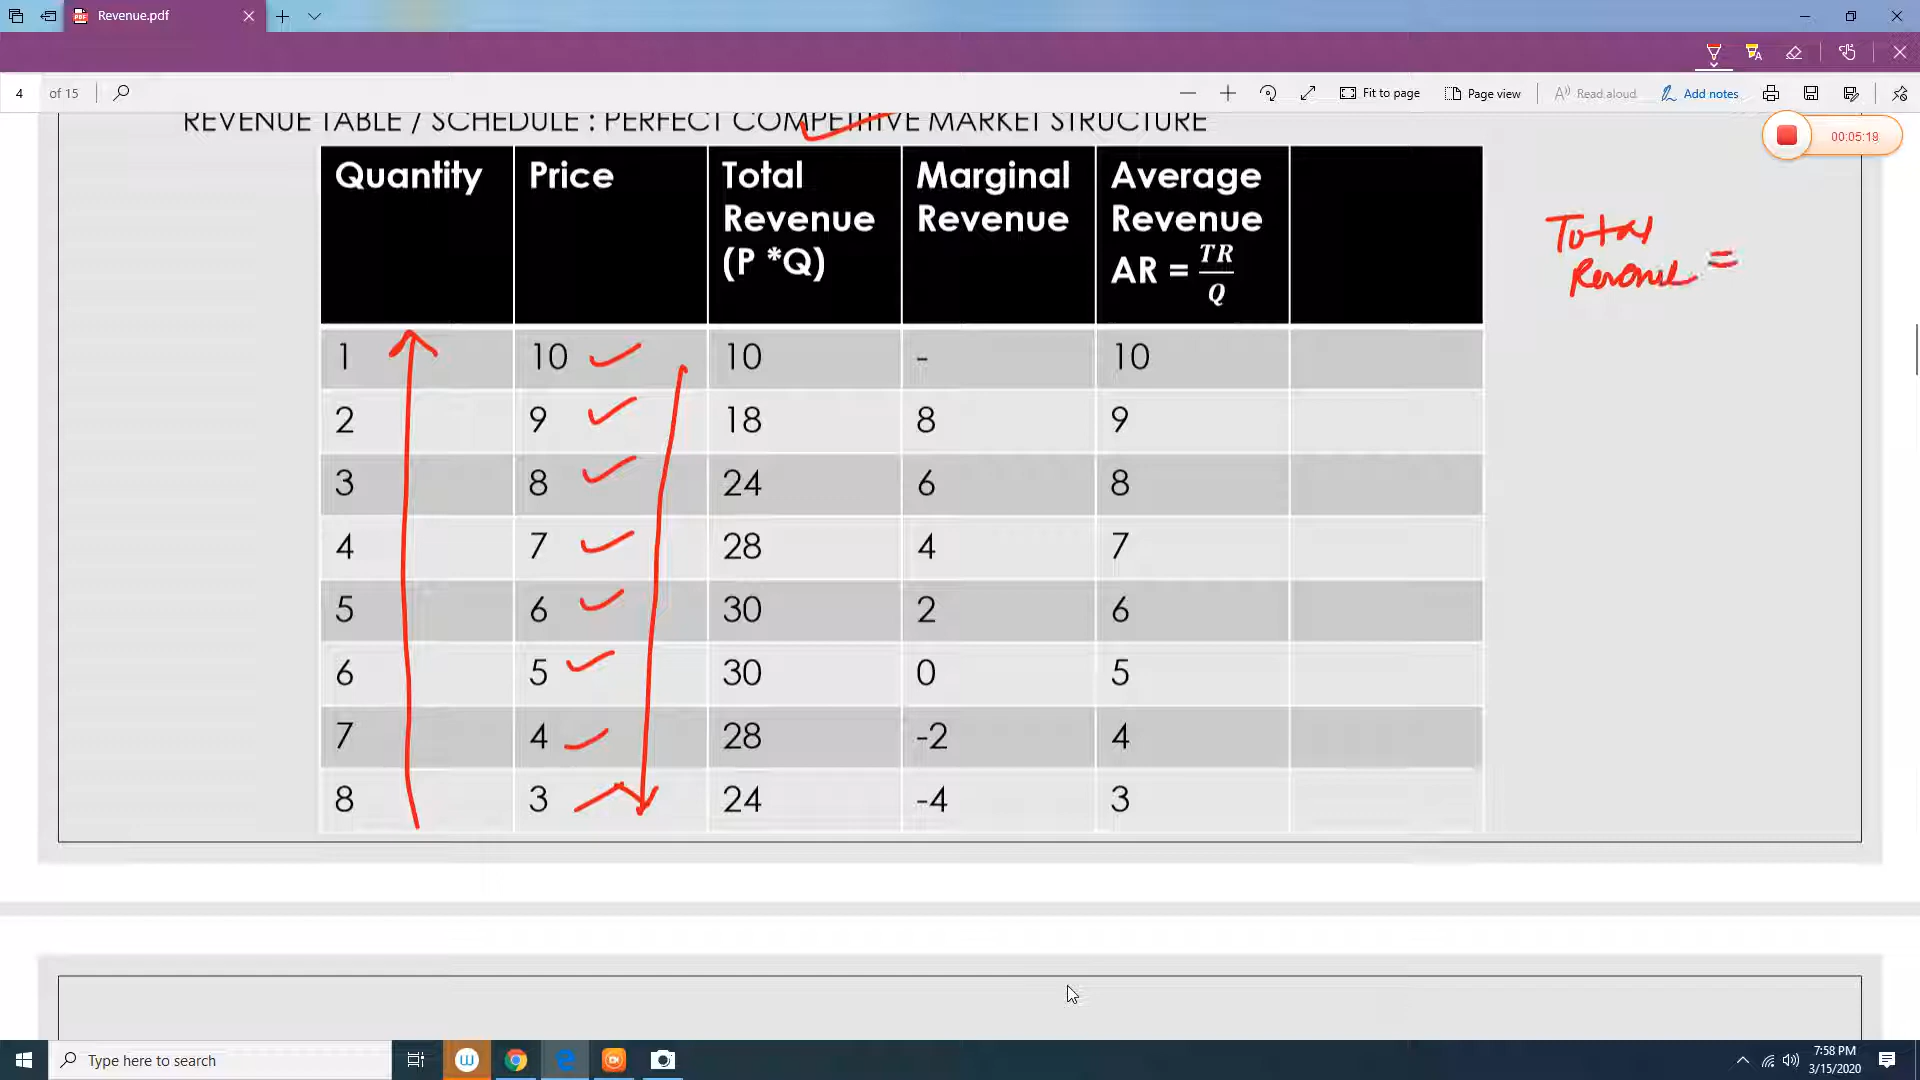 Revenue.pdf
4 of 15
Fit to page
Page view
Read aloud
Add notes
00:05:19
REVENUE TABLE / SCHEDULE : PERFECT COMPETITIVE MARKET STRUCTURE
Quantity Price Total Revenue (P *Q) Marginal Revenue Average Revenue AR = TR/Q
Total
Revenue =
1 10 10 - 10
2 9 18 8 9
3 8 24 6 8
4 7 28 4 7
5 6 30 2 6
6 5 30 0 5
7 4 28 -2 4
8 3 24 -4 3
Type here to search
7:58 PM
3/15/2020